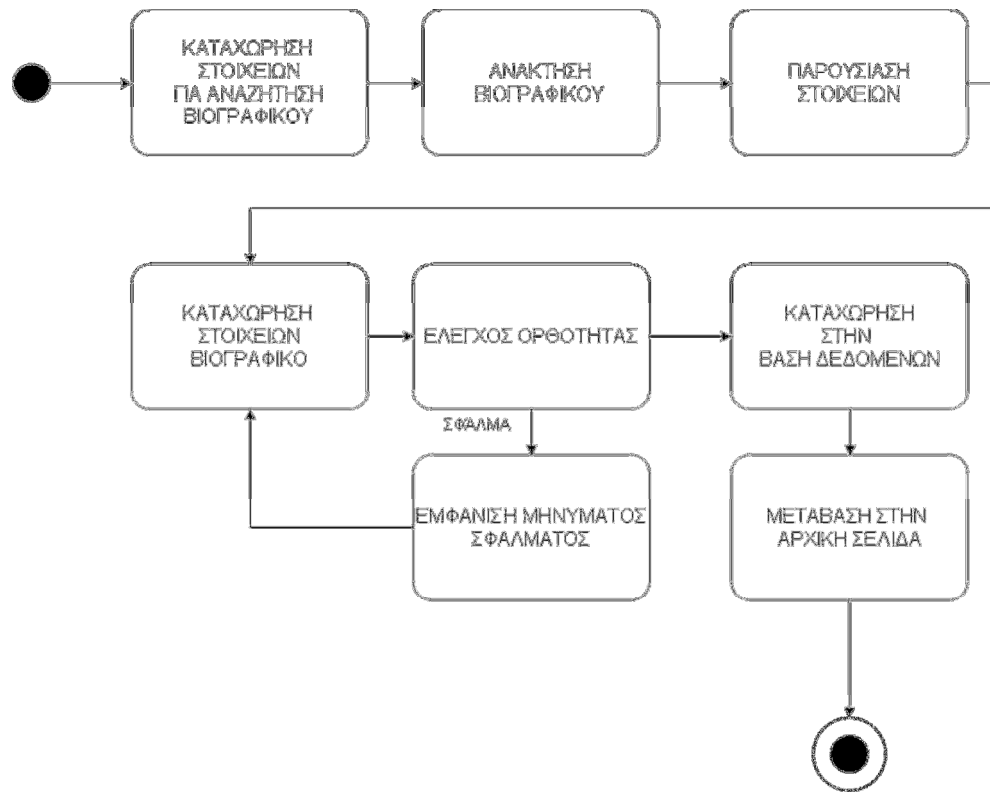 ΚΑΤΑΧΩΡΗΣΗ
ΣΤΟΙΧΕΙΩΝ
ΓΙΑ ΑΝΑΖΗΤΗΣΗ
ΒΙΟΓΡΑΦΙΚΟΥ
ΑΝΑΚΤΗΣΗ
ΒΙΟΓΡΑΦΙΚΟΥ
ΠΑΡΟΥΣΙΑΣΗ
ΣΤΟΙΧΕΙΩΝ
ΚΑΤΑΧΩΡΗΣΗ
ΣΤΟΙΧΕΙΩΝ
ΒΙΟΓΡΑΦΙΚΟ
ΕΛΕΓΧΟΣ ΟΡΘΟΤΗΤΑΣ
ΚΑΤΑΧΩΡΗΣΗ
ΣΤΗΝ
ΒΑΣΗ ΔΕΔΟΜΕΝΩΝ
ΣΦΑΛΜΑ
ΕΜΦΑΝΙΣΗ ΜΗΝΥΜΑΤΟΣ
ΣΦΑΛΜΑΤΟΣ
ΜΕΤΑΒΑΣΗ ΣΤΗΝ
ΑΡΧΙΚΗ ΣΕΛΙΔΑ